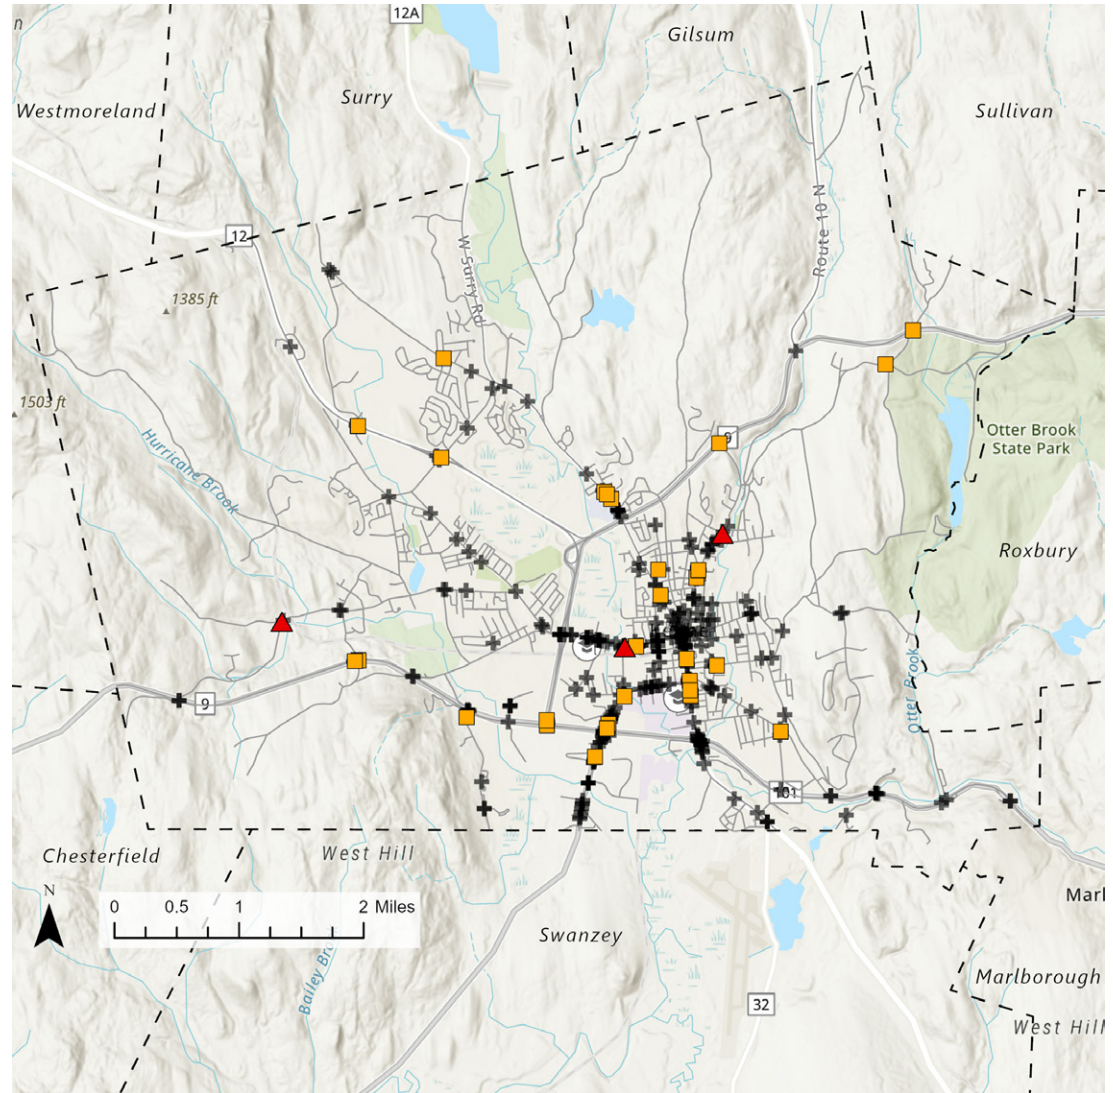 12A
n
Gilsum
Surry
Westmoreland
Sullivan
Route 10 N
12
W Surry Rd
1385 ft
1503 ft
Otter Brook
State Park
9
Hurricane Brook
Roxbury
Otter Brook
9
101
Chesterfield
West Hill
N
0 0.5 1 2 Miles
Marl
Swanzey
Bailey Bro
Marlborough
32
West Hill